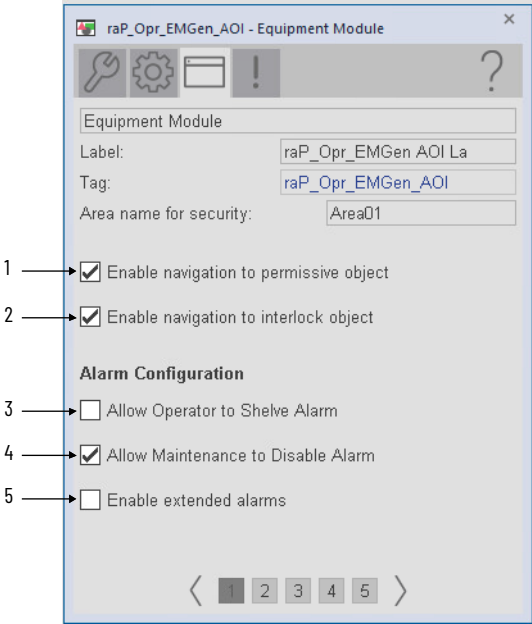 raP_Opr_EMGen_AOI - Equipment Module
Equipment Module
Label: raP_Opr_EMGen AOI La
Tag: raP_Opr_EMGen_AOI
Area name for security: Area01
1 Enable navigation to permissive object
2 Enable navigation to interlock object
Alarm Configuration
3 Allow Operator to Shelve Alarm
4 Allow Maintenance to Disable Alarm
5 Enable extended alarms
1 2 3 4 5